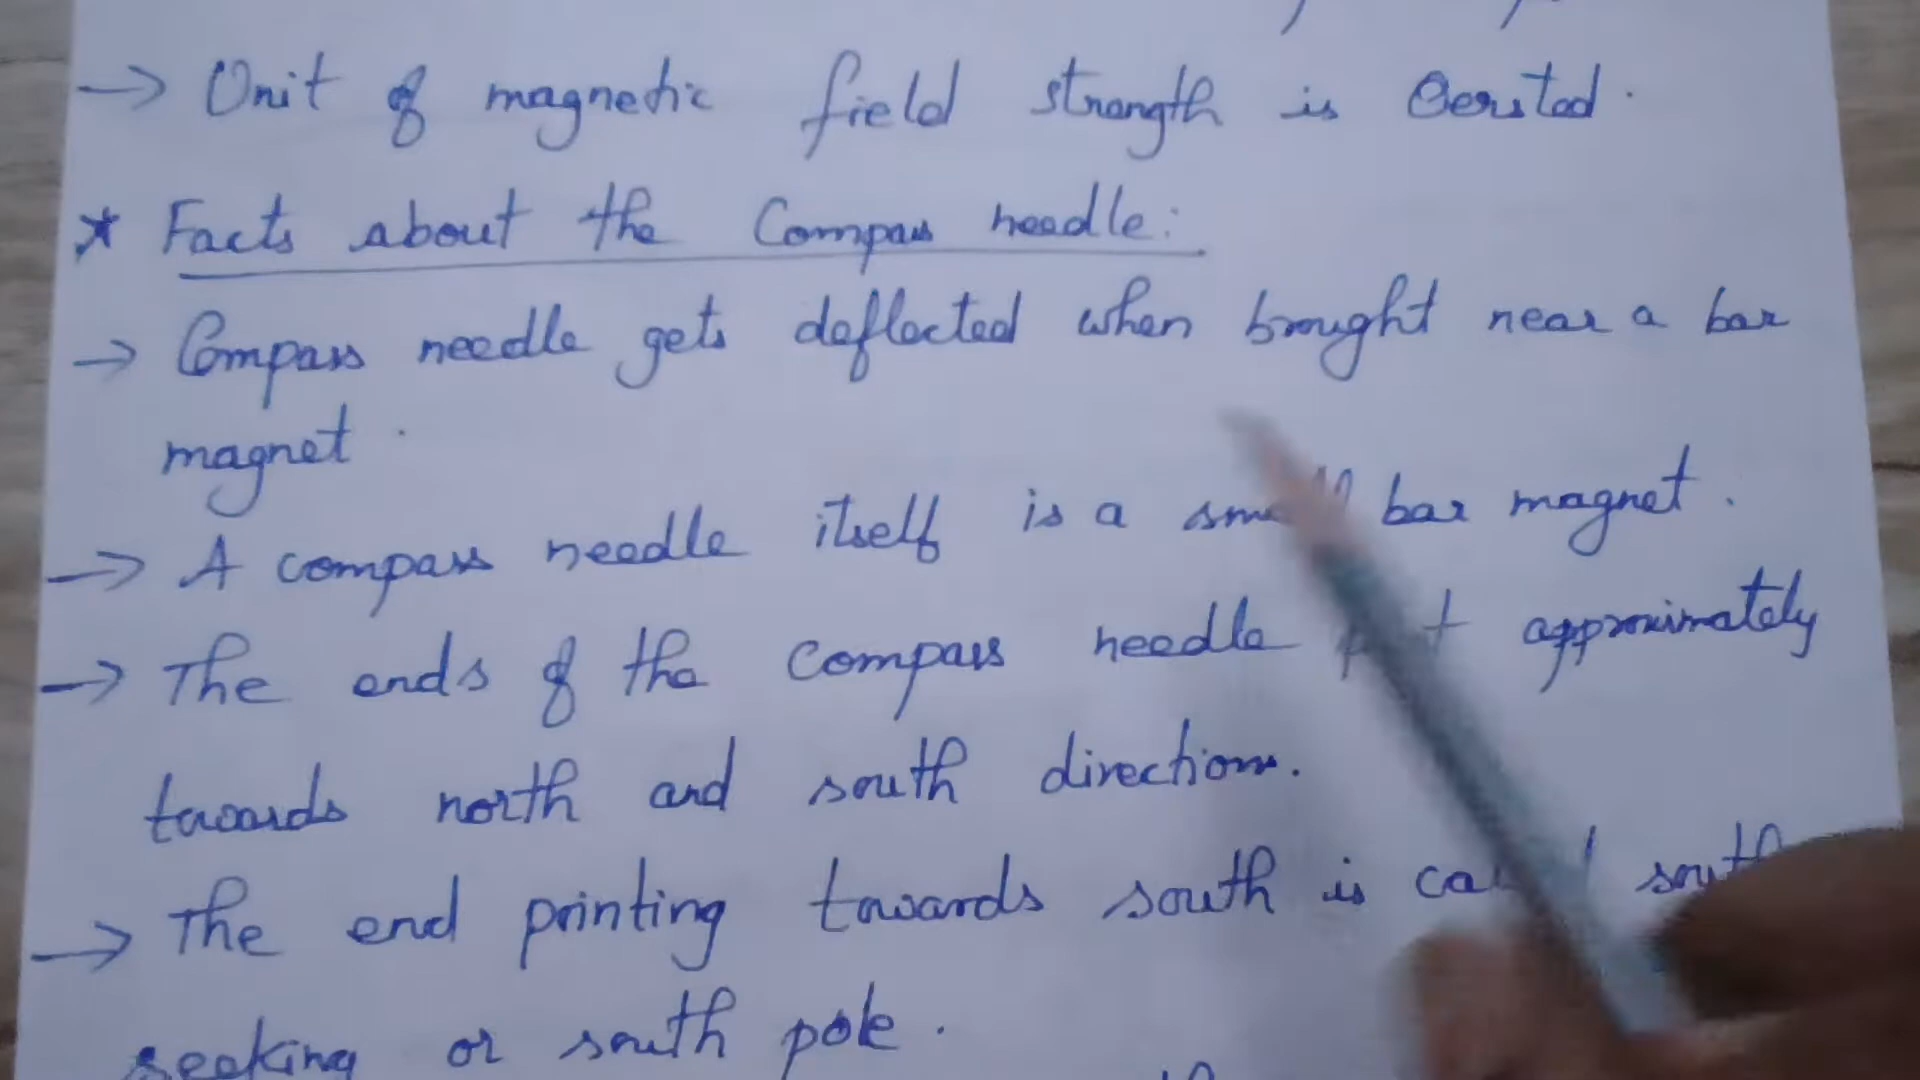 → Unit of magnetic field strength is Oersted.
* Facts about the Compass needle:
→ Compass needle gets deflected when brought near a bar
magnet.
→ A compass needle itself is a small bar magnet.
→ The ends of the compass needle approximately
towards north and south directions.
→ The end pointing towards south is called south
seeking or south pole.